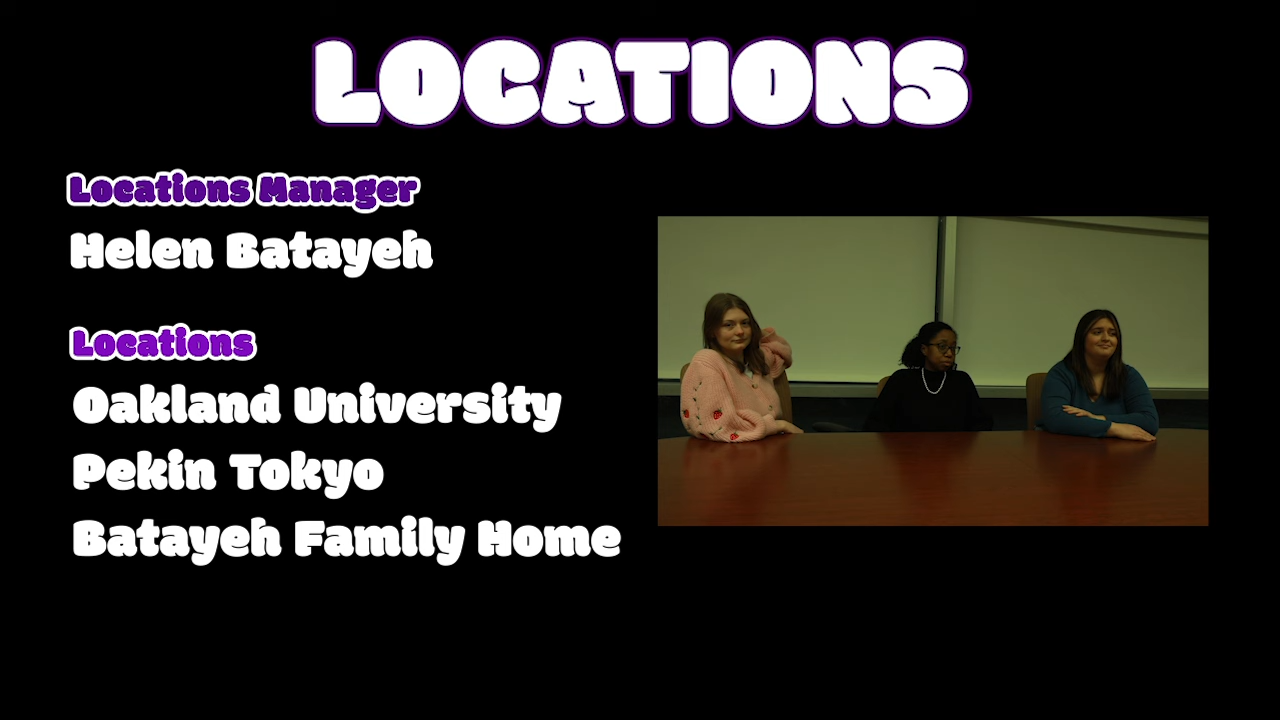 LOCATIONS
Locations Manager
Helen Batayeh
Locations
Oakland University
Pekin Tokyo
Batayeh Family Home